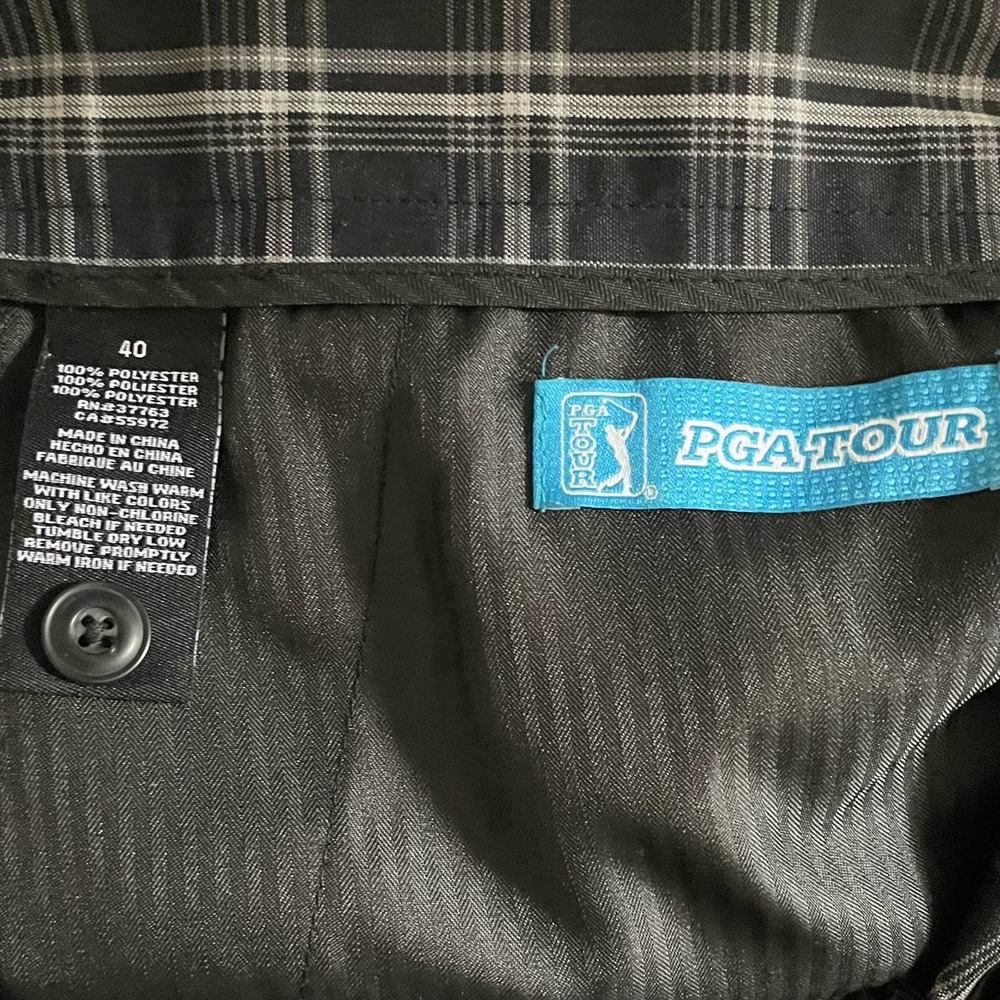 40
100% POLYESTER
100% POLIESTER
100% POLYESTER
RN#37763
CA#55972
MADE IN CHINA
HECHO EN CHINA
FABRIQUE AU CHINE
MACHINE WASH WARM
WITH LIKE COLORS
ONLY NON-CHLORINE
BLEACH IF NEEDED
TUMBLE DRY LOW
REMOVE PROMPTLY
WARM IRON IF NEEDED
PGA
TOUR
®
PGA TOUR